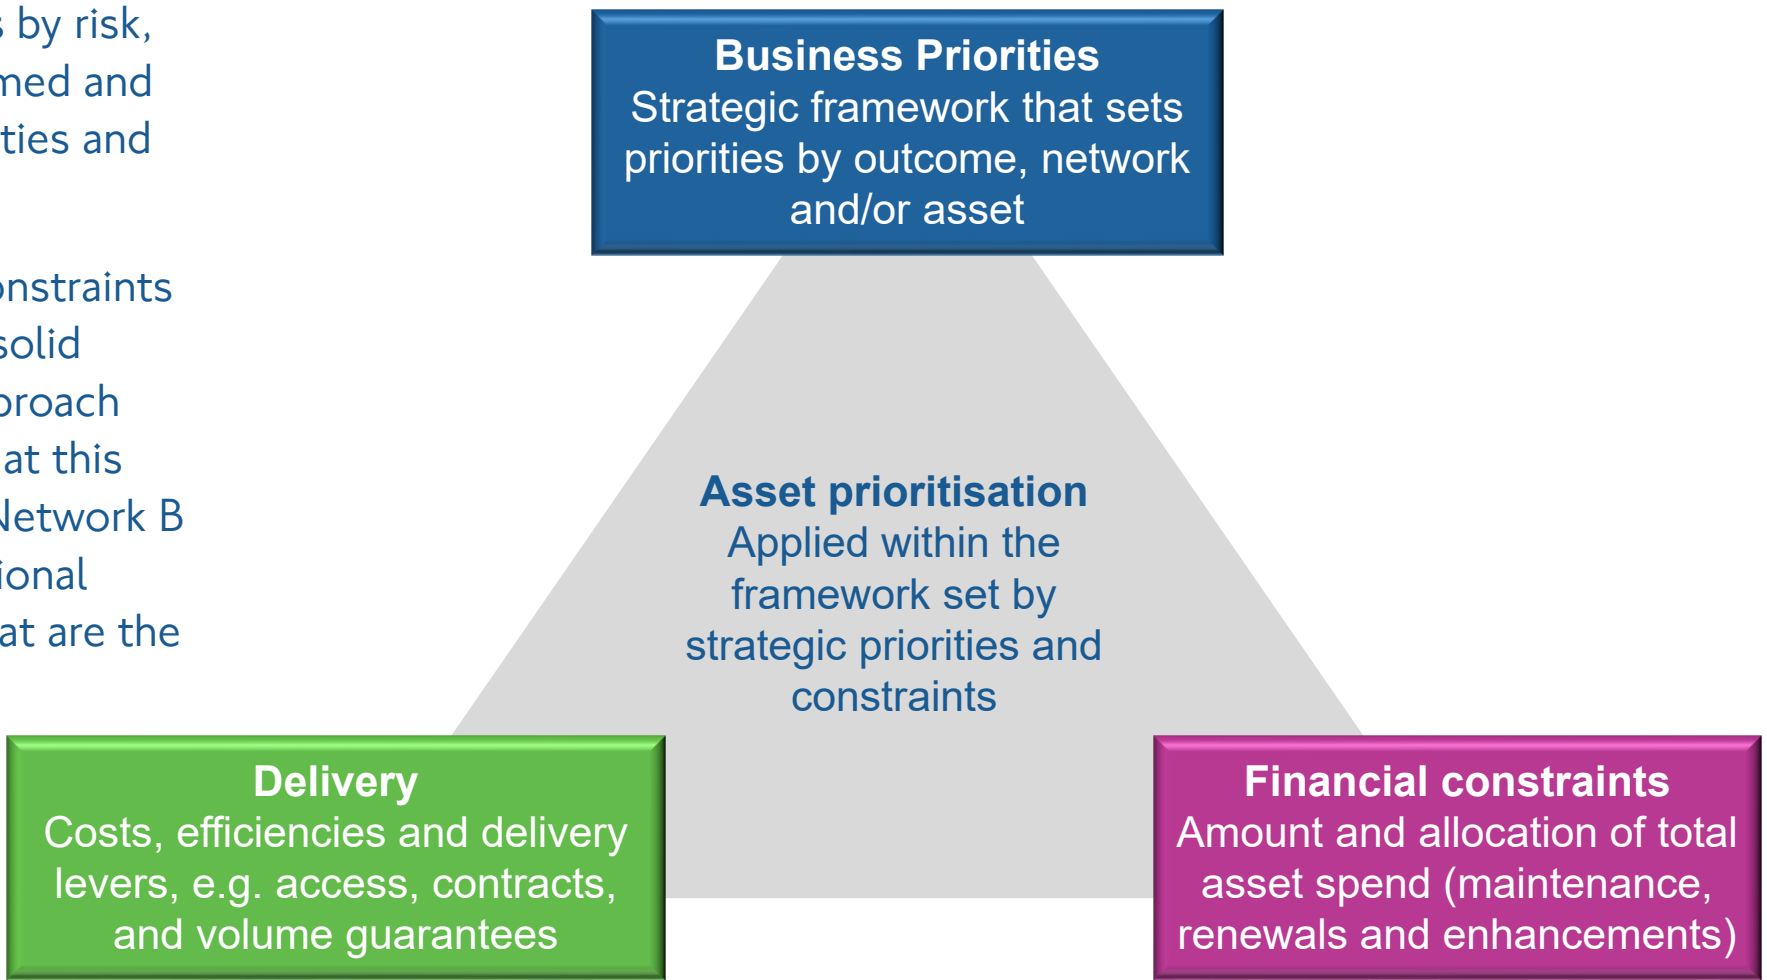 s by risk,
med and
ties and
onstraints
solid
proach
at this
Network B
ional
at are the
Business Priorities
Strategic framework that sets
priorities by outcome, network
and/or asset
Asset prioritisation
Applied within the
framework set by
strategic priorities and
constraints
Delivery
Costs, efficiencies and delivery
levers, e.g. access, contracts,
and volume guarantees
Financial constraints
Amount and allocation of total
asset spend (maintenance,
renewals and enhancements)